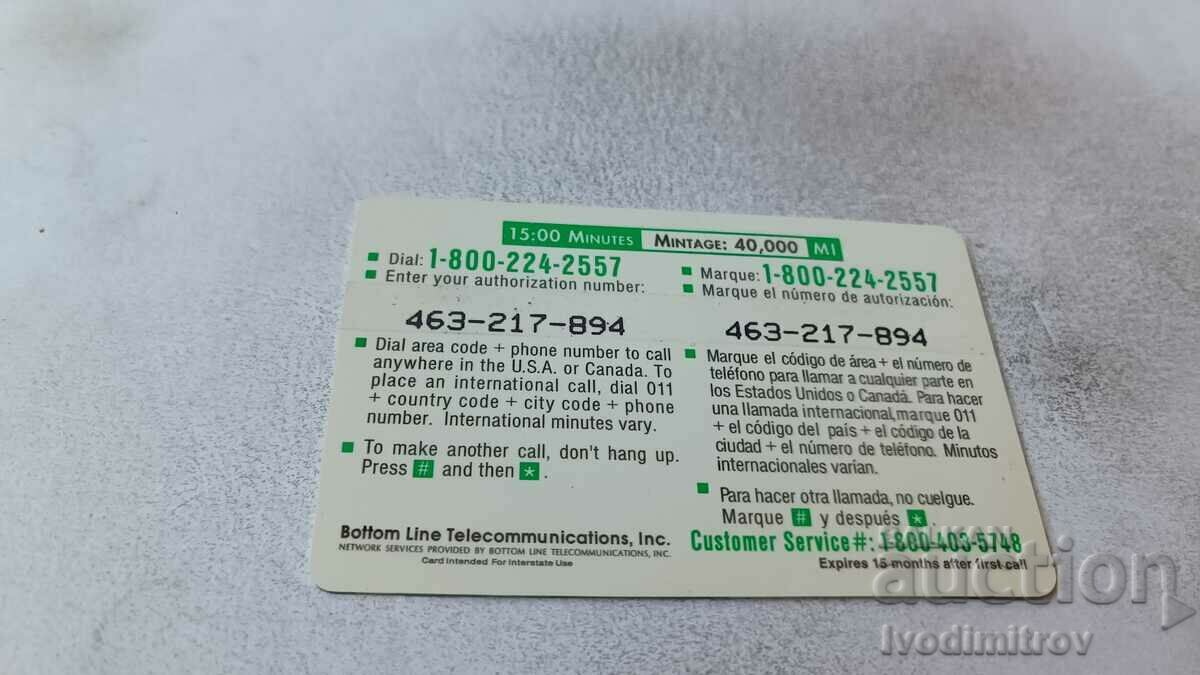 15:00 MINUTES MINTAGE: 40,000 MI
Dial: 1-800-224-2557
Enter your authorization number:
463-217-894
Dial area code + phone number to call
anywhere in the U.S.A. or Canada. To
place an international call, dial 011
+ country code + city code + phone
number. International minutes vary.
To make another call, don't hang up.
Press # and then * .
Bottom Line Telecommunications, Inc.
NETWORK SERVICES PROVIDED BY BOTTOM LINE TELECOMMUNICATIONS, INC.
Card Intended For Interstate Use
Marque: 1-800-224-2557
Marque el número de autorización:
463-217-894
Marque el código de área + el número de
teléfono para llamar a cualquier parte en
los Estados Unidos o Canadá. Para hacer
una llamada internacional, marque 011
+ el código del país + el código de la
ciudad + el número de teléfono. Minutos
internacionales varían.
Para hacer otra llamada, no cuelgue.
Marque # y después * .
Customer Service#: 1-800-403-5748
Expires 15 months after first call
auction
Ivodimitrov